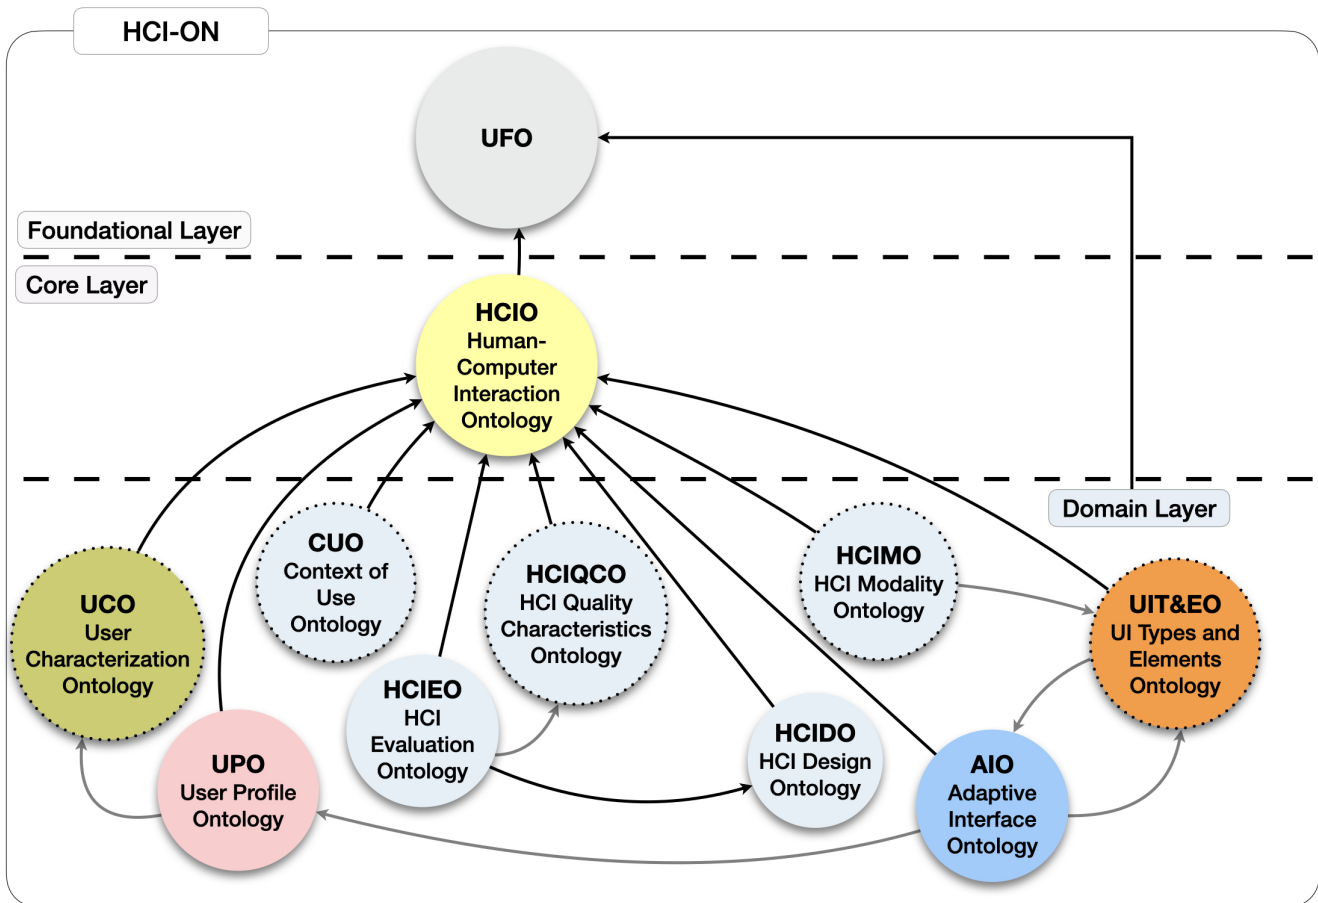 HCI-ON
UFO
Foundational Layer
Core Layer
HCIO
Human-
Computer
Interaction
Ontology
Domain Layer
CUO
Context of
Use
Ontology
HCIQCO
HCI Quality
Characteristics
Ontology
HCIMO
HCI Modality
Ontology
UCO
User
Characterization
Ontology
UIT&EO
UI Types and
Elements
Ontology
HCIEO
HCI
Evaluation
Ontology
HCIDO
HCI Design
Ontology
UPO
User Profile
Ontology
AIO
Adaptive
Interface
Ontology